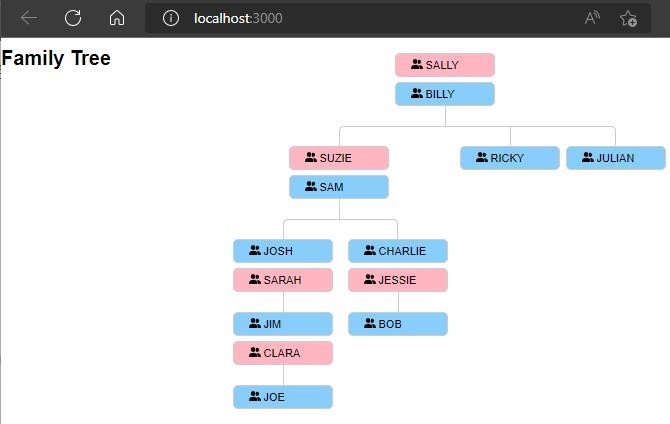 localhost:3000
Family Tree
SALLY
BILLY
SUZIE
RICKY
JULIAN
SAM
JOSH
CHARLIE
SARAH
JESSIE
JIM
BOB
CLARA
JOE